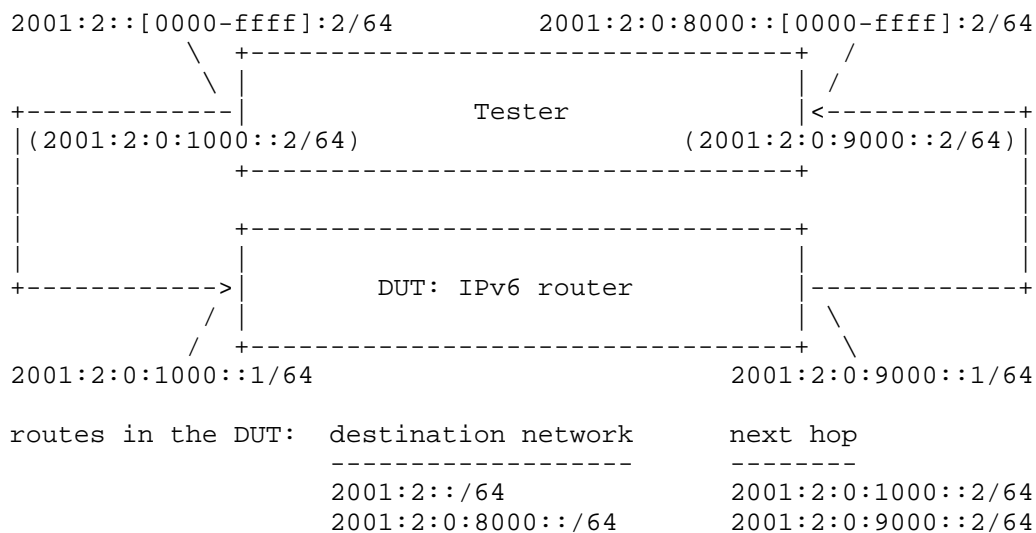 2001:2::[0000-ffff]:2/64 2001:2:0:8000::[0000-ffff]:2/64
Tester
(2001:2:0:1000::2/64) (2001:2:0:9000::2/64)
DUT: IPv6 router
2001:2:0:1000::1/64 2001:2:0:9000::1/64
routes in the DUT: destination network next hop
2001:2::/64 2001:2:0:1000::2/64
2001:2:0:8000::/64 2001:2:0:9000::2/64